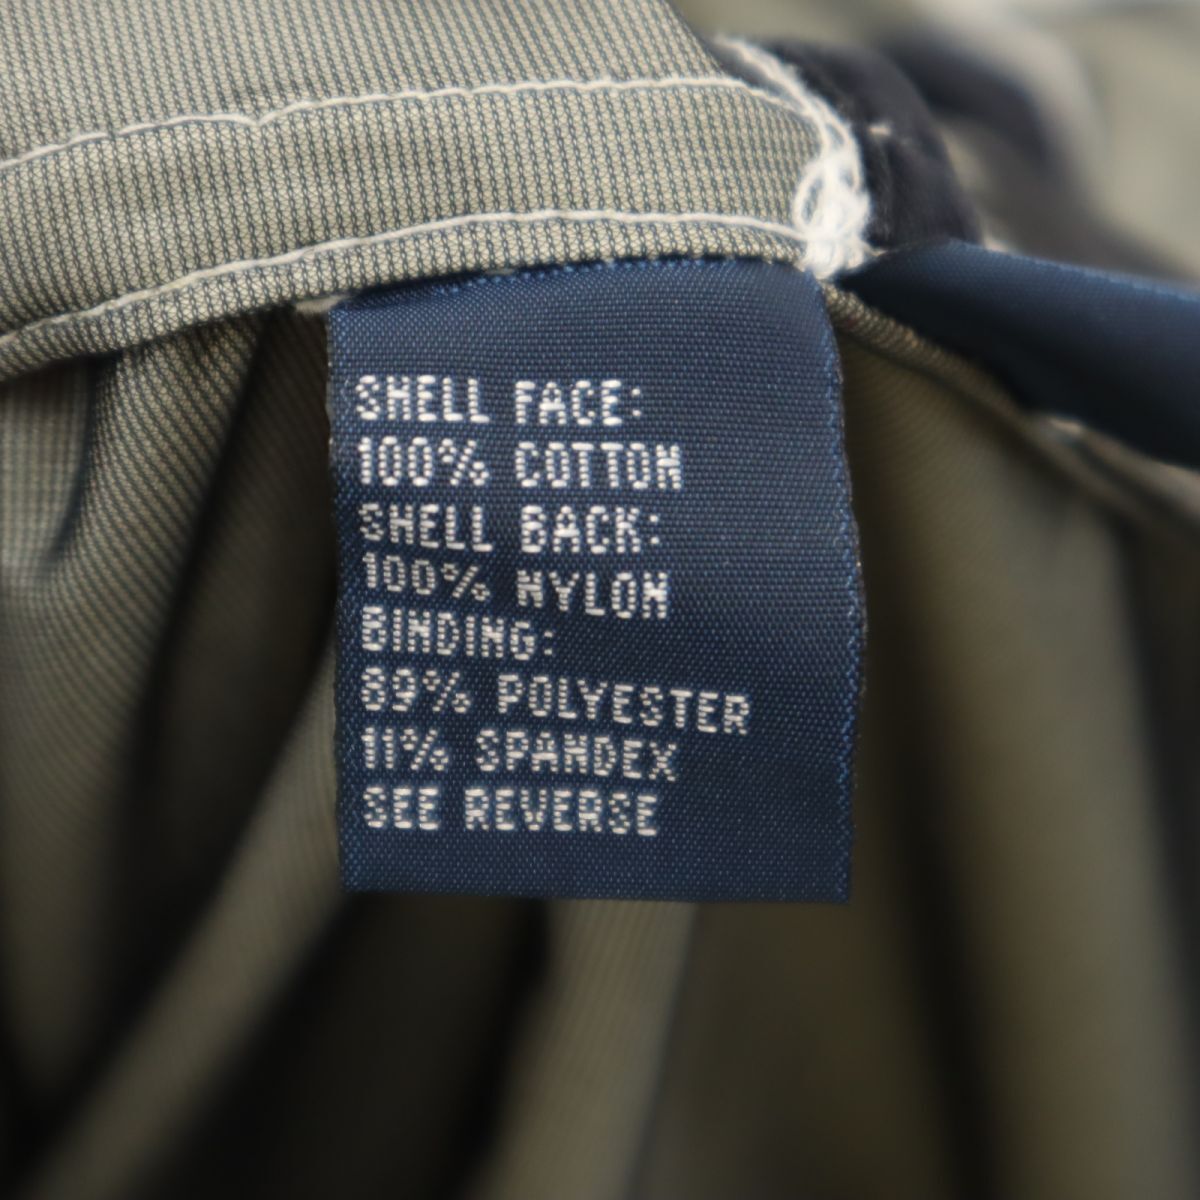 SHELL FACE:
100% COTTON
SHELL BACK:
100% NYLON
BINDING:
89% POLYESTER
11% SPANDEX
SEE REVERSE